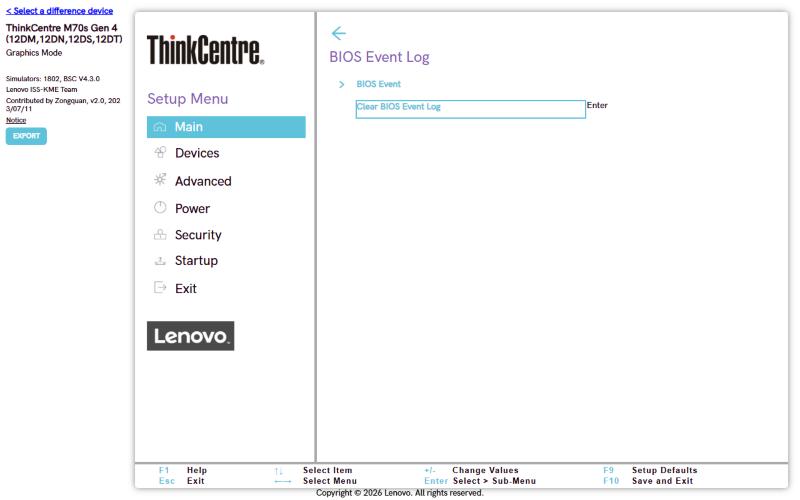 < Select a difference device
ThinkCentre M70s Gen 4
(12DM,12DN,12DS,12DT)
Graphics Mode
Simulators: 1802, BSC V4.3.0
Lenovo ISS-KME Team
Contributed by Zongquan, v2.0, 202
3/07/11
Notice
EXPORT
ThinkCentre.
Setup Menu
Main
Devices
Advanced
Power
Security
Startup
Exit
Lenovo.
BIOS Event Log
> BIOS Event
Clear BIOS Event Log Enter
F1 Help ↑↓ Select Item +/- Change Values F9 Setup Defaults
Esc Exit ←→ Select Menu Enter Select > Sub-Menu F10 Save and Exit
Copyright © 2026 Lenovo. All rights reserved.